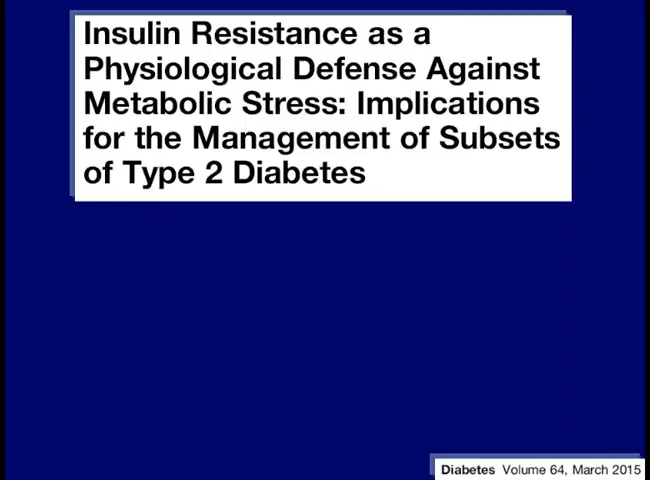 Insulin Resistance as a
Physiological Defense Against
Metabolic Stress: Implications
for the Management of Subsets
of Type 2 Diabetes
Diabetes Volume 64, March 2015